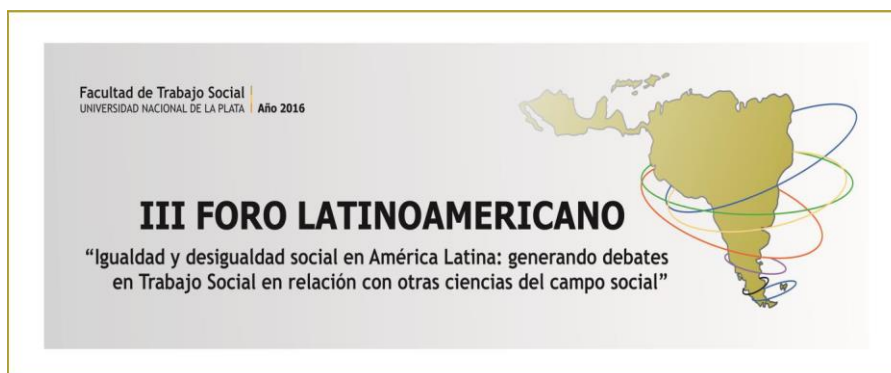 Facultad de Trabajo Social
UNIVERSIDAD NACIONAL DE LA PLATA Año 2016
III FORO LATINOAMERICANO
“Igualdad y desigualdad social en América Latina: generando debates
en Trabajo Social en relación con otras ciencias del campo social”